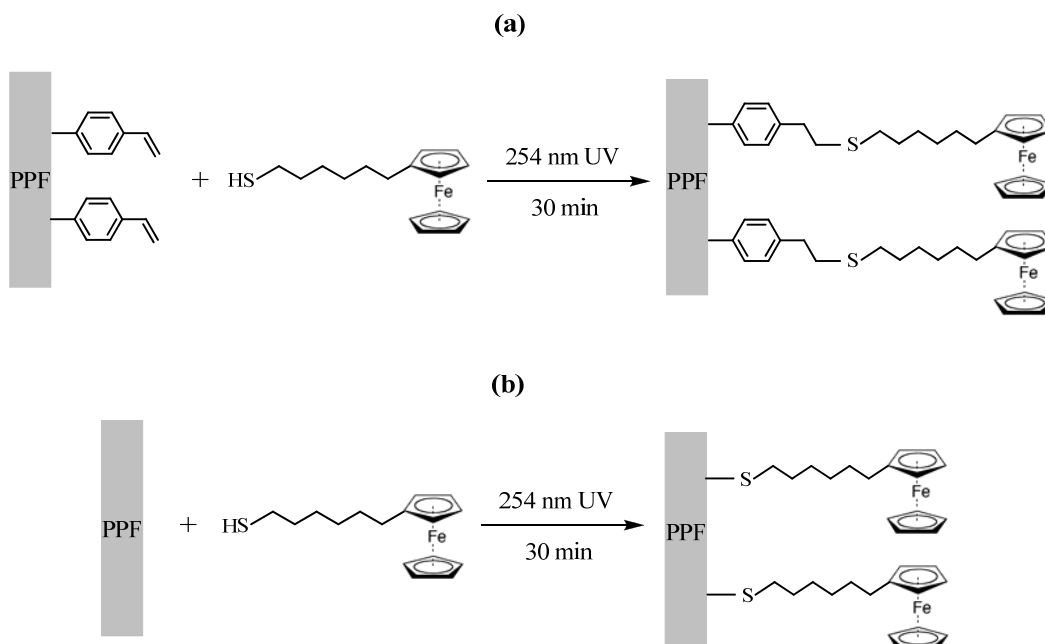 (a)
PPF
+
HS
Fe
254 nm UV
30 min
PPF
S
Fe
S
Fe
(b)
PPF
+
HS
Fe
254 nm UV
30 min
PPF
S
Fe
S
Fe